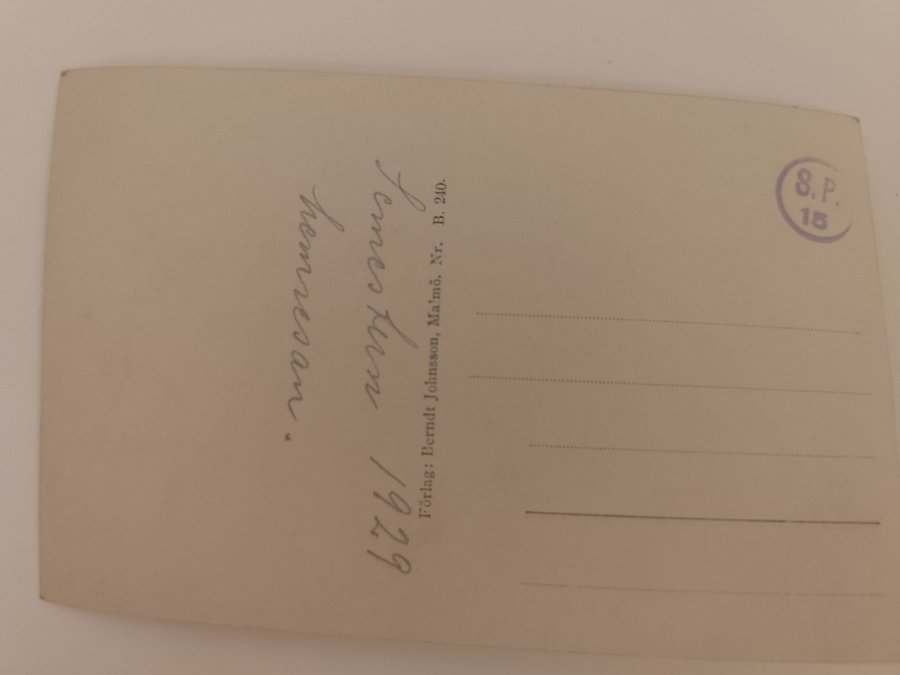 Semestern 1929
hemresan.
Förlag: Berndt Johnsson, Malmö. Nr. B. 240.
S.P.
15